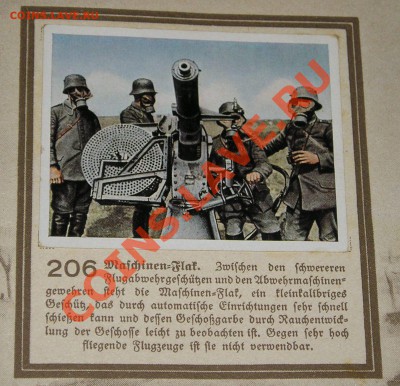 COINS.LAVE.RU
COINS.LAVE.RU
206 Maschinen-Flak. Zwischen den schwereren
Flugabwehrgeschützen und den Abwehrmaschinen-
gewehren steht die Maschinen-Flak, ein kleinkalibriges
Geschütz, das durch automatische Einrichtungen sehr schnell
schießen kann und dessen Geschoßgarbe durch Rauchentwick-
lung der Geschosse leicht zu beobachten ist. Gegen sehr hoch
fliegende Flugzeuge ist sie nicht verwendbar.